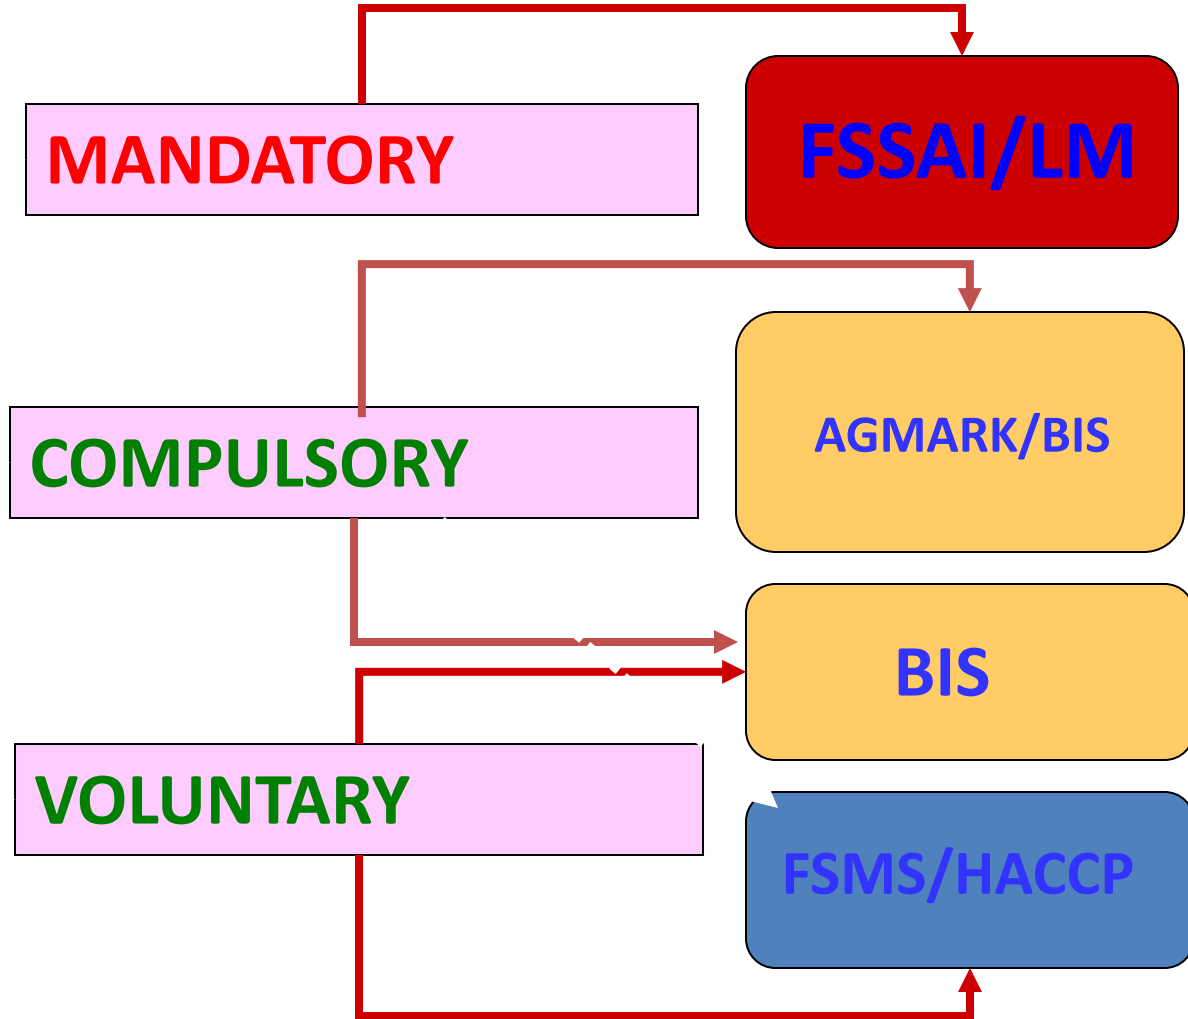 MANDATORY
FSSAI/LM
COMPULSORY
AGMARK/BIS
BIS
VOLUNTARY
FSMS/HACCP